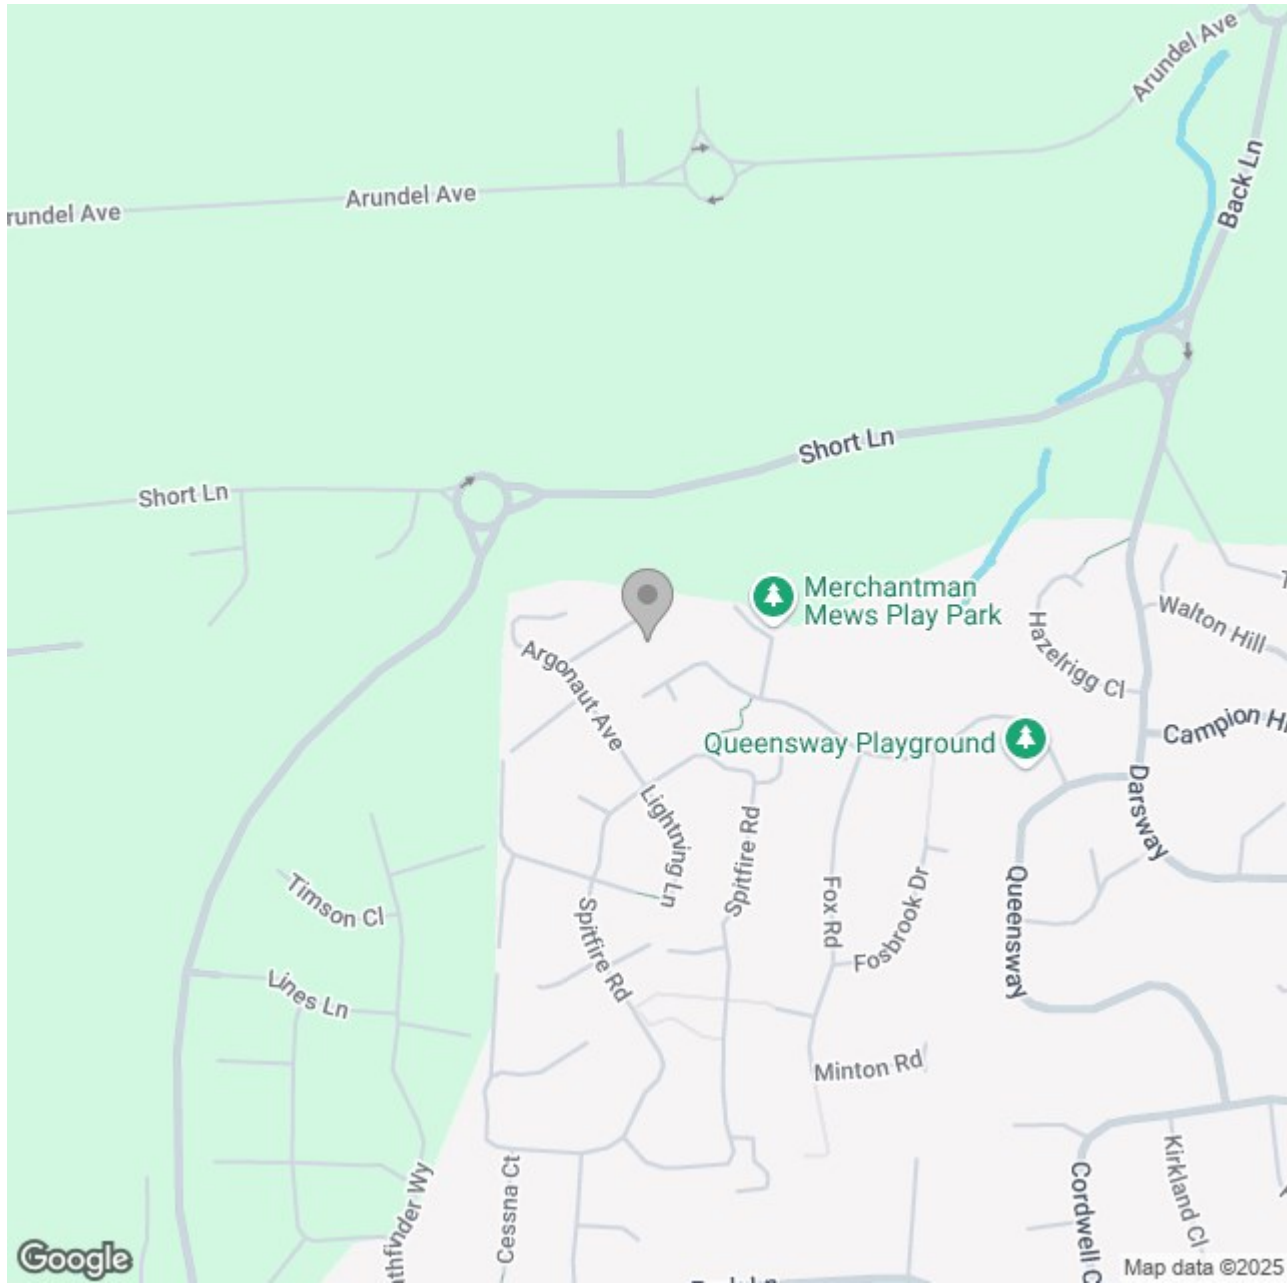 Arundel Ave
Back Ln
Arundel Ave
rundel Ave
Short Ln
Short Ln
Merchantman
Mews Play Park
Walton Hill
Hazelrigg Cl
Argonaut Ave
Campion Hi
Queensway Playground
Darsway
Lightning Ln
Spitfire Rd
Timson Cl
Fox Rd
Queensway
Fosbrook Dr
Spitfire Rd
Lines Ln
Minton Rd
Cessna Ct
Kirkland Cl
Cordwell C
athfinder Wy
Google
Map data ©2025